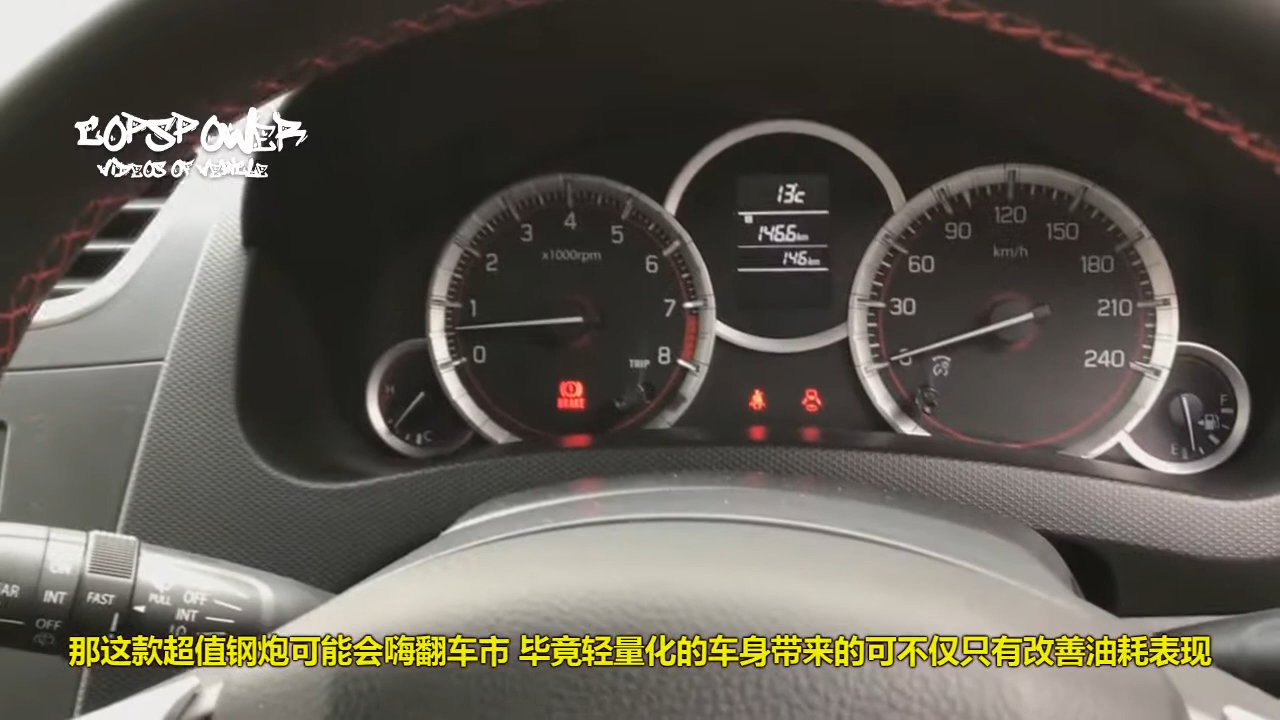 EOPSPOWER
VIDEOS OF VEHICLE
13°c
146.6km
146km
0 1 2 3 4 5 6 7 8
x1000rpm
TRIP
BRAKE
0 30 60 90 120 150 180 210 240
km/h
H
C
F
E
INT
OFF
FAST
PULL
OFF
INT
LO
那这款超值钢炮可能会嗨翻车市 毕竟轻量化的车身带来的可不仅只有改善油耗表现